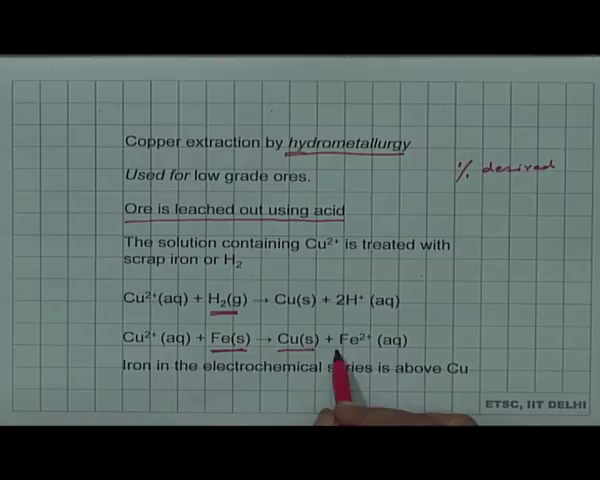 Copper extraction by hydrometallurgy
% desired
Used for low grade ores.
Ore is leached out using acid
The solution containing Cu²⁺ is treated with
scrap iron or H₂
Cu²⁺(aq) + H₂(g) → Cu(s) + 2H⁺ (aq)
Cu²⁺ (aq) + Fe(s) → Cu(s) + Fe²⁺ (aq)
Iron in the electrochemical series is above Cu
ETSC, IIT DELHI